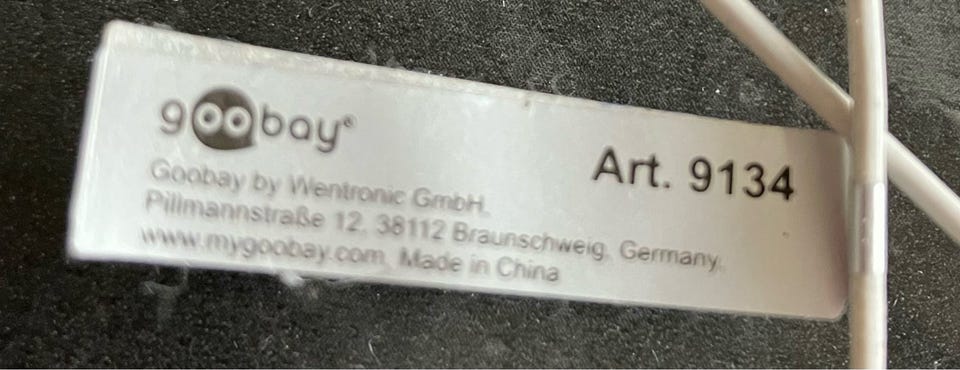 goobay®
Art. 9134
Goobay by Wentronic GmbH,
Pillmannstraße 12, 38112 Braunschweig, Germany,
www.mygoobay.com, Made in China